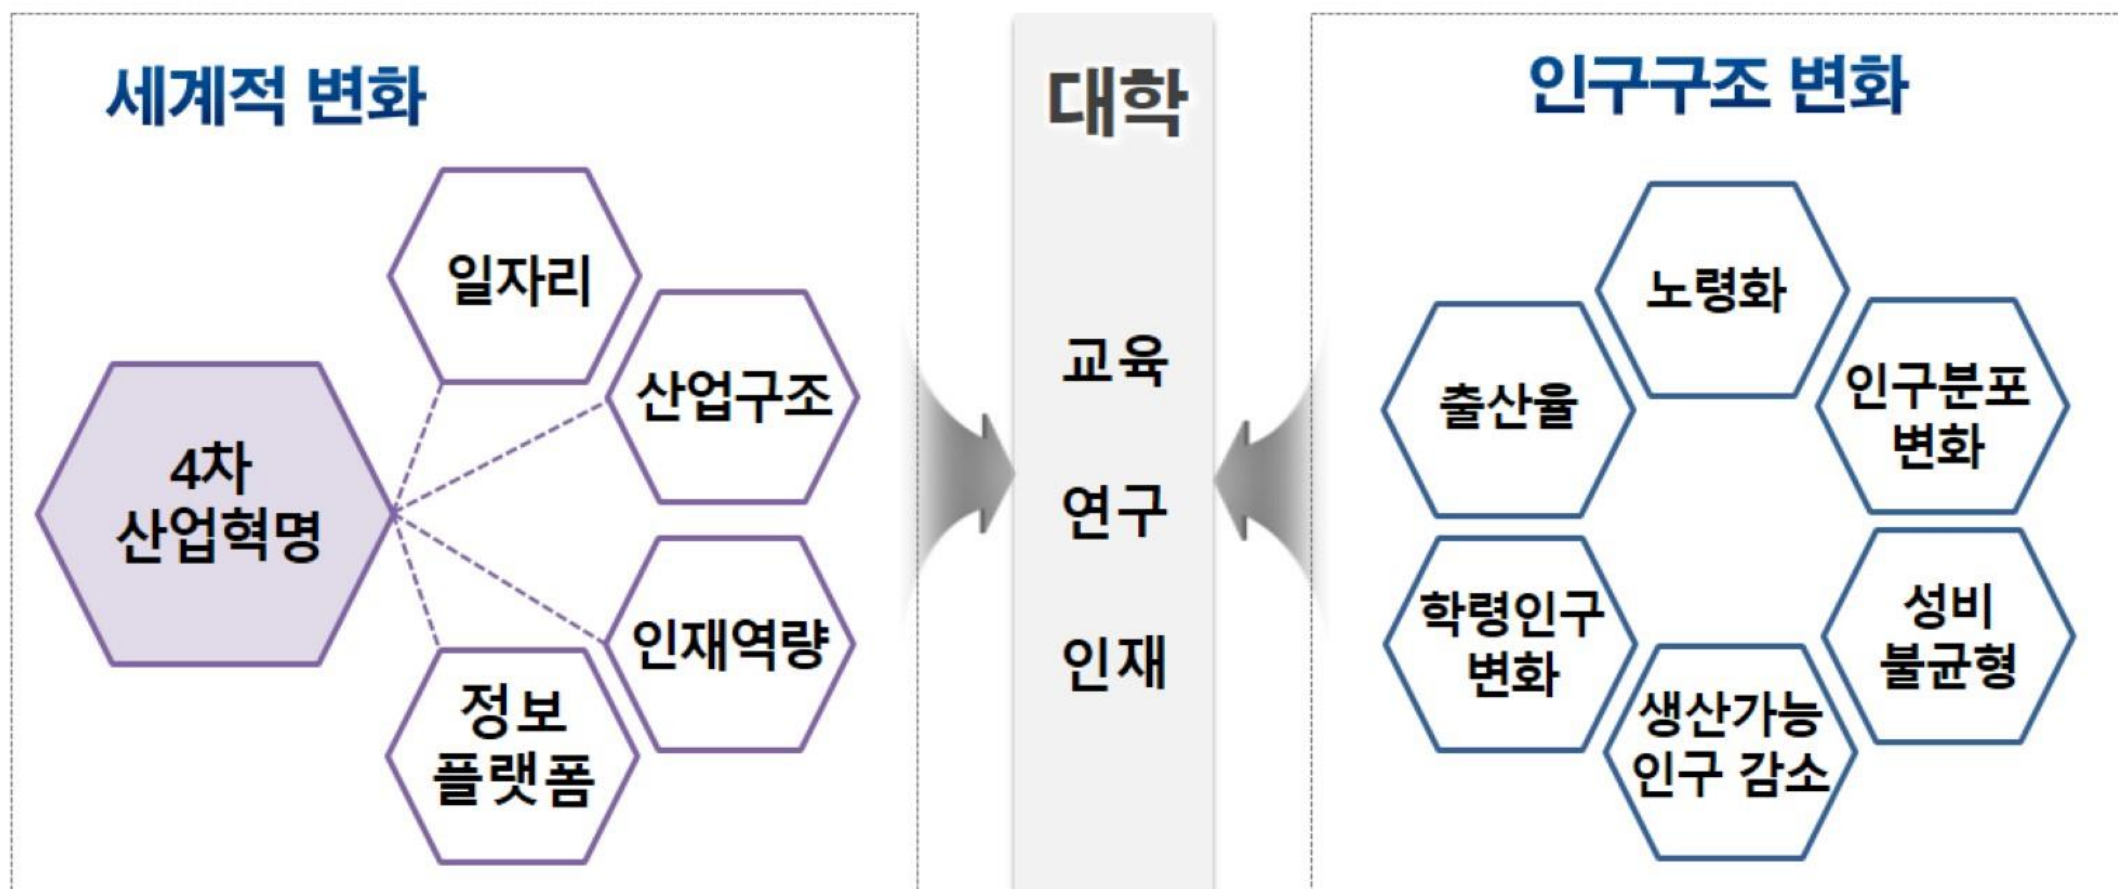 세계적 변화
일자리
산업구조
4차
산업혁명
인재역량
정보
플랫폼
대학
교육
연구
인재
인구구조 변화
노령화
출산율
인구분포
변화
학령인구
변화
성비
불균형
생산가능
인구 감소